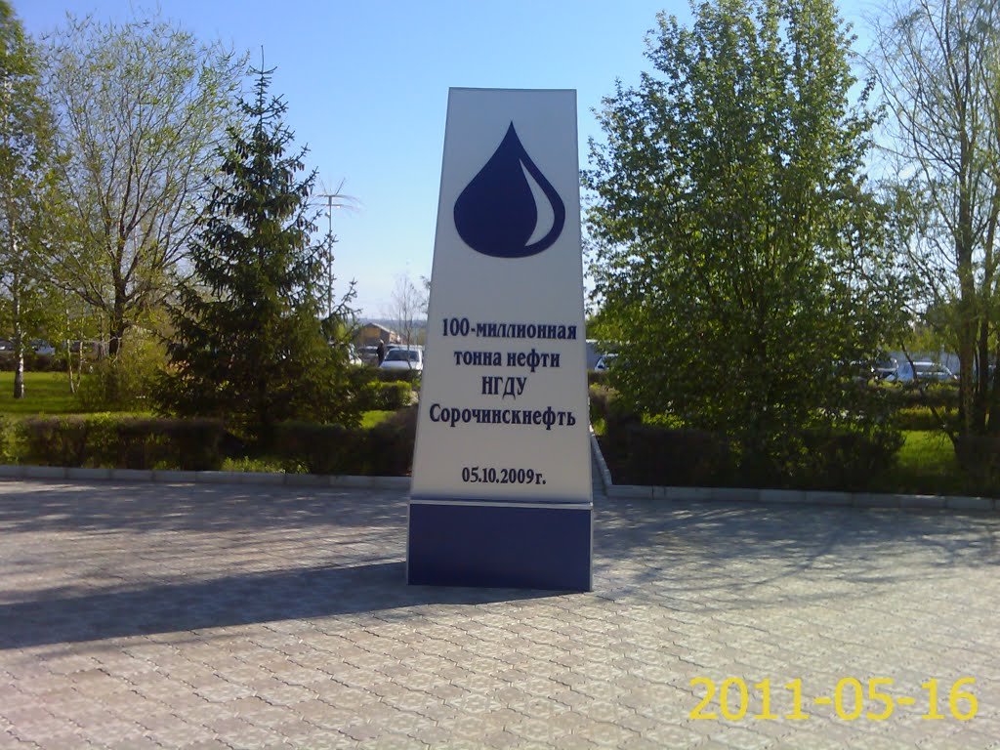 100-миллионная
тонна нефти
НГДУ
Сорочинскнефть
05.10.2009г.
2011-05-16